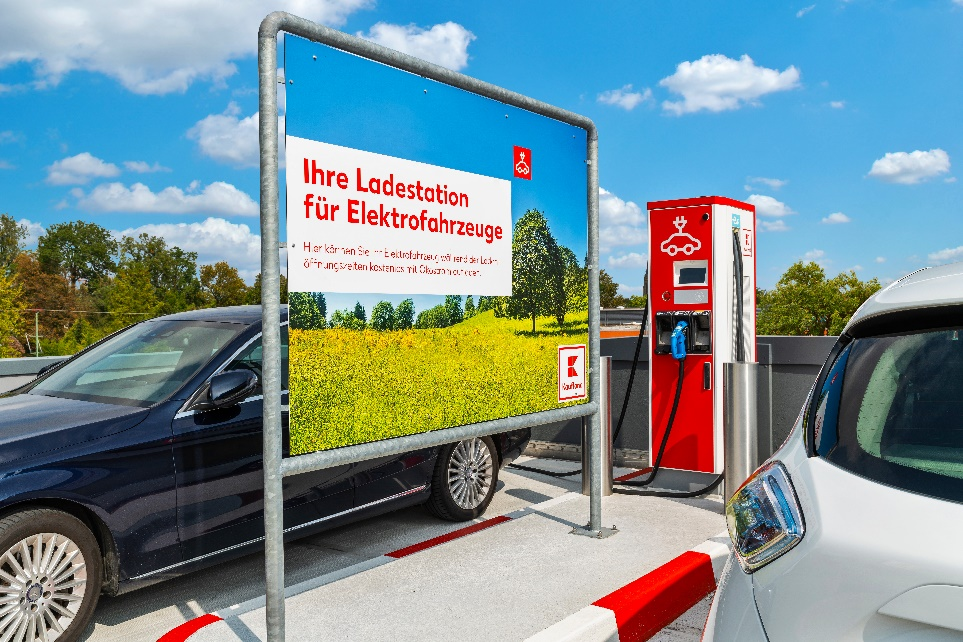 Ihre Ladestation
für Elektrofahrzeuge
Hier können Sie Ihr Elektrofahrzeug während der Laden-
öffnungszeiten kostenlos mit Ökostrom aufladen.
Kaufland